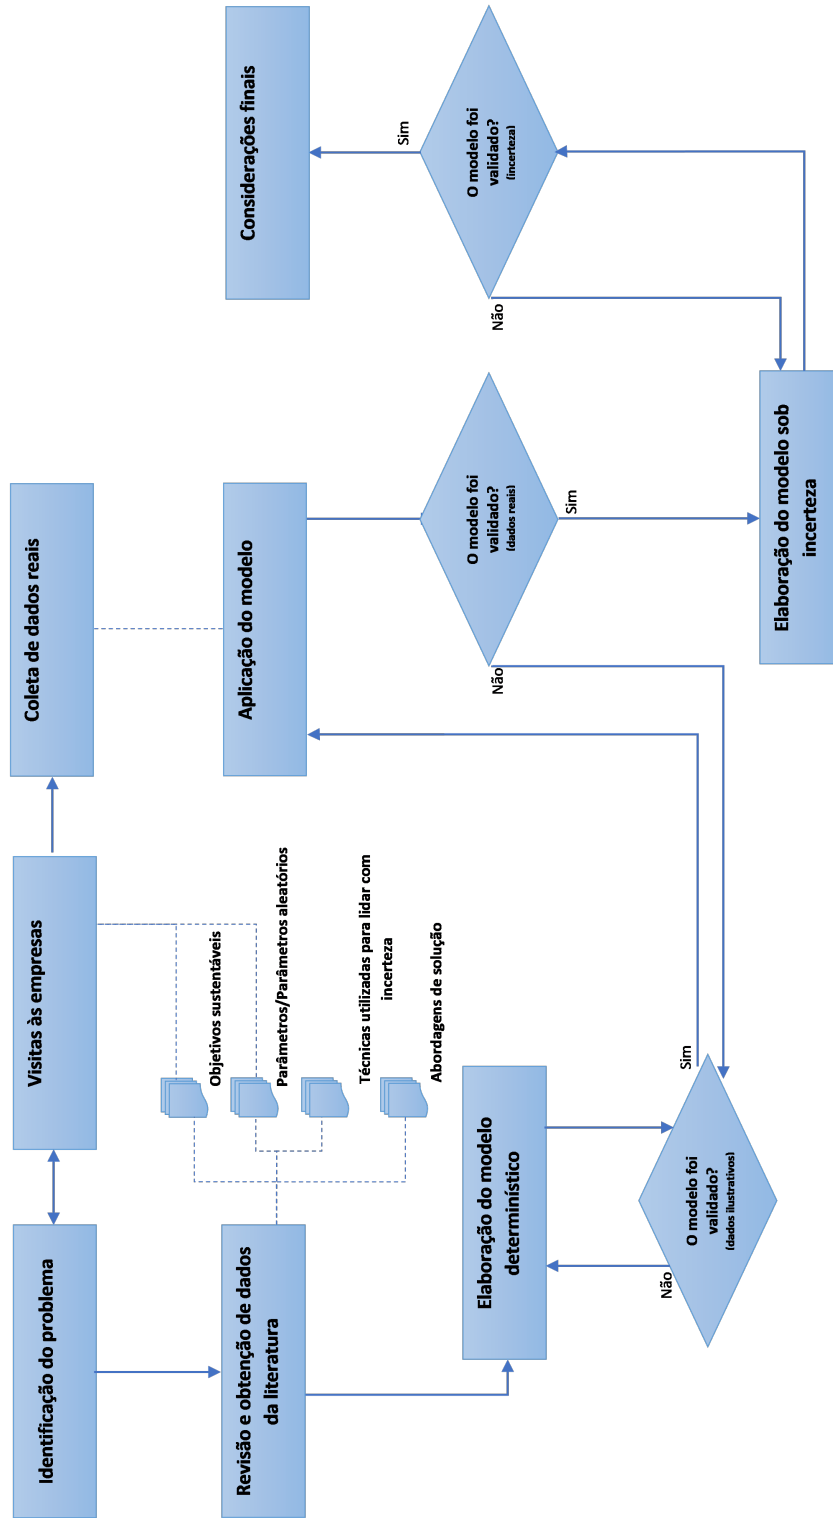 Identificação do problema
Visitas às empresas
Coleta de dados reais
Revisão e obtenção de dados
da literatura
Objetivos sustentáveis
Parâmetros/Parâmetros aleatórios
Técnicas utilizadas para lidar com
incerteza
Abordagens de solução
Aplicação do modelo
Considerações finais
Elaboração do modelo
determinístico
Não
O modelo foi
validado?
(dados ilustrativos)
Sim
O modelo foi
validado?
(dados reais)
Não
Sim
Elaboração do modelo sob
incerteza
O modelo foi
validado?
(incerteza)
Não
Sim